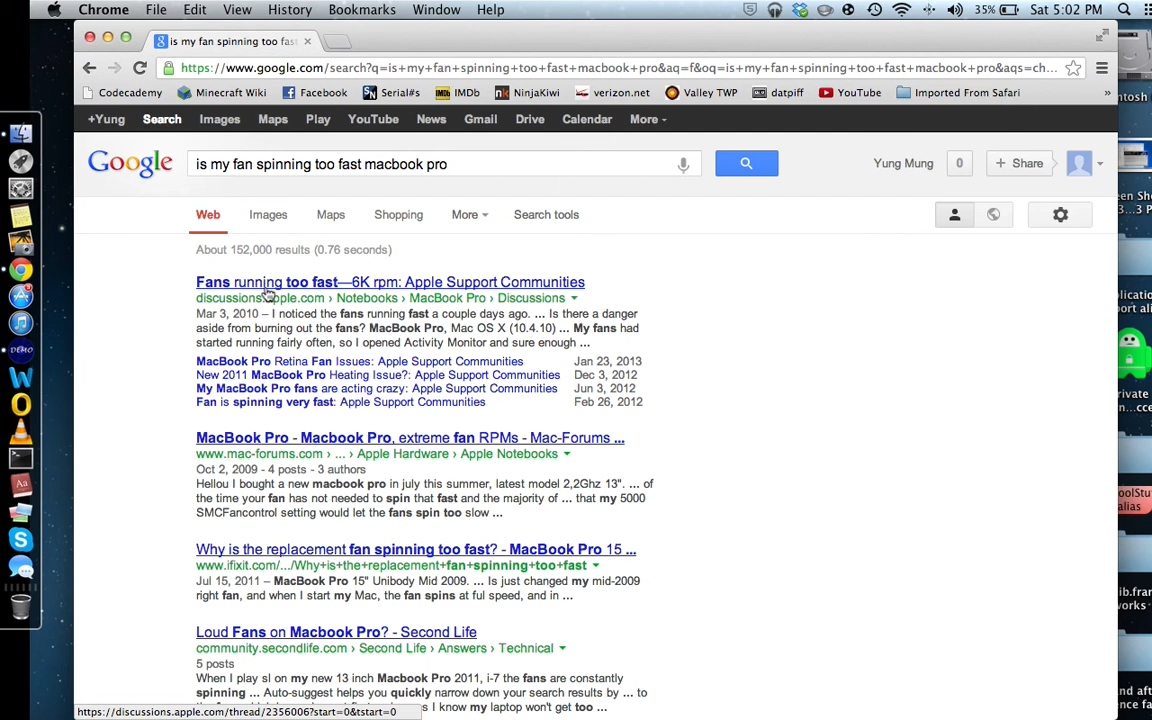 Chrome File Edit View History Bookmarks Window Help 35% Sat 5:02 PM
is my fan spinning too fas
https://www.google.com/search?q=is+my+fan+spinning+too+fast+macbook+pro&aq=f&oq=is+my+fan+spinning+too+fast+macbook+pro&aqs=ch...
Codecademy Minecraft Wiki Facebook Serial#s IMDb NinjaKiwi verizon.net Valley TWP datpiff YouTube Imported From Safari »
+Yung Search Images Maps Play YouTube News Gmail Drive Calendar More
Google is my fan spinning too fast macbook pro Yung Mung 0 + Share
Web Images Maps Shopping More Search tools
About 152,000 results (0.76 seconds)
Fans running too fast—6K rpm: Apple Support Communities
discussions.apple.com › Notebooks › MacBook Pro › Discussions
Mar 3, 2010 – I noticed the fans running fast a couple days ago. ... Is there a danger
aside from burning out the fans? MacBook Pro, Mac OS X (10.4.10) ... My fans had
started running fairly often, so I opened Activity Monitor and sure enough ...
MacBook Pro Retina Fan Issues: Apple Support Communities Jan 23, 2013
New 2011 MacBook Pro Heating Issue?: Apple Support Communities Dec 3, 2012
My MacBook Pro fans are acting crazy: Apple Support Communities Jun 3, 2012
Fan is spinning very fast: Apple Support Communities Feb 26, 2012
MacBook Pro - Macbook Pro, extreme fan RPMs - Mac-Forums ...
www.mac-forums.com › ... › Apple Hardware › Apple Notebooks
Oct 2, 2009 - 4 posts - 3 authors
Hellou I bought a new macbook pro in july this summer, latest model 2,2Ghz 13". ... of
the time your fan has not needed to spin that fast and the majority of ... that my 5000
SMCFancontrol setting would let the fans spin too slow ...
Why is the replacement fan spinning too fast? - MacBook Pro 15 ...
www.ifixit.com/.../Why+is+the+replacement+fan+spinning+too+fast
Jul 15, 2011 – MacBook Pro 15" Unibody Mid 2009. ... Is just changed my mid-2009
right fan, and when I start my Mac, the fan spins at ful speed, and in ...
Loud Fans on Macbook Pro? - Second Life
community.secondlife.com › Second Life › Answers › Technical
5 posts
When I play sl on my new 13 inch Macbook Pro 2011, i-7 the fans are constantly
spinning ... Auto-suggest helps you quickly narrow down your search results by ... to
I know my laptop won't get too ...
https://discussions.apple.com/thread/2356006?start=0&tstart=0
DEMO